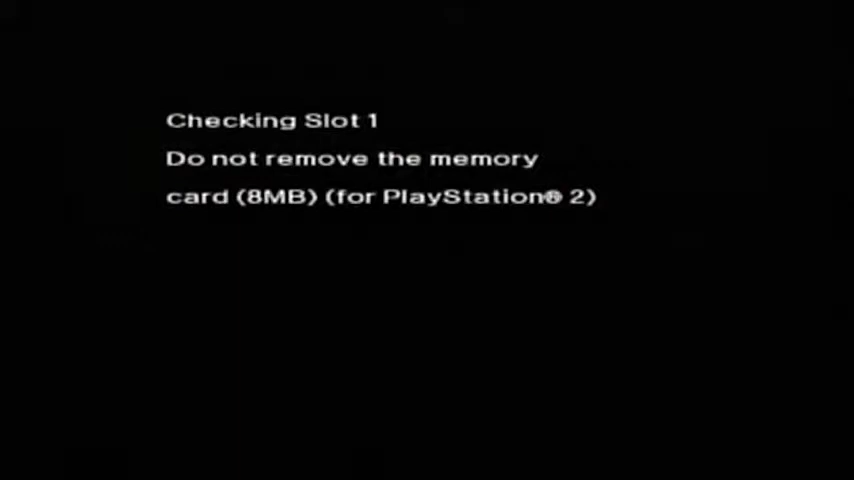 Checking Slot 1
Do not remove the memory
card (8MB) (for PlayStation® 2)